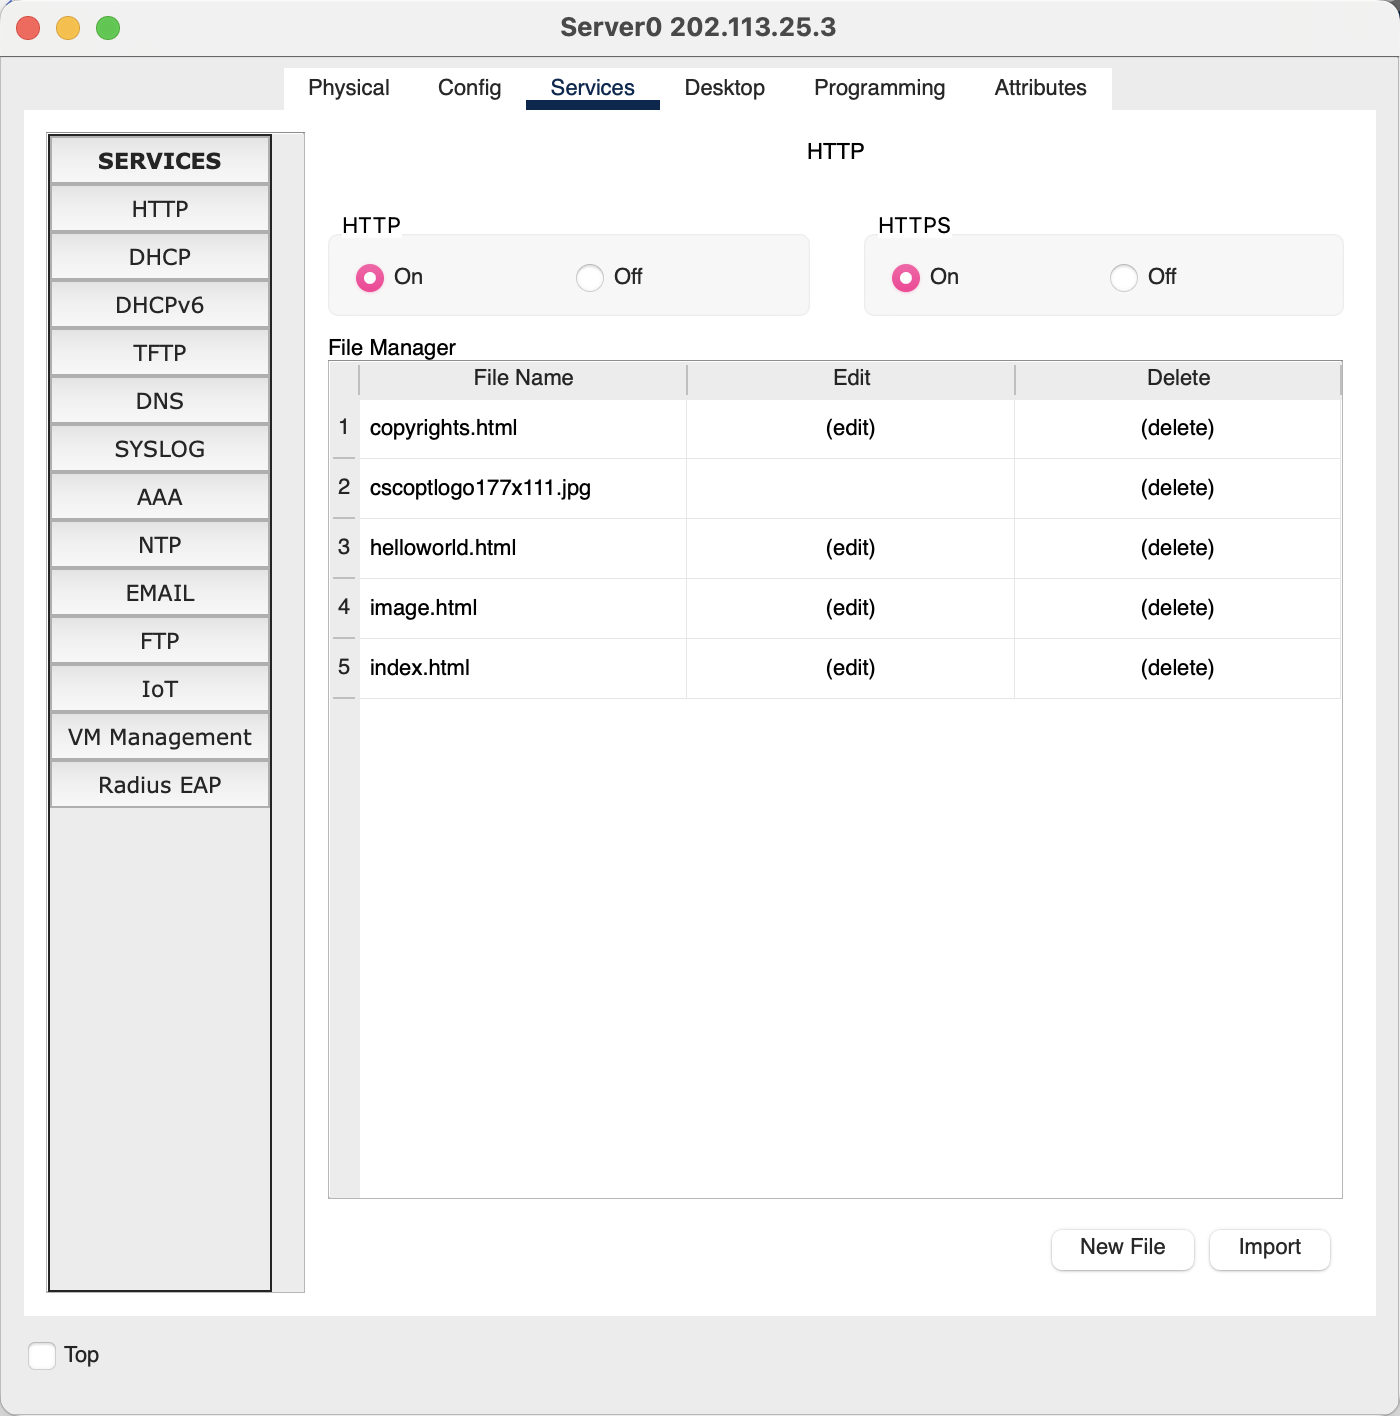 Server0 202.113.25.3
Physical Config Services Desktop Programming Attributes
SERVICES
HTTP
DHCP
DHCPv6
TFTP
DNS
SYSLOG
AAA
NTP
EMAIL
FTP
IoT
VM Management
Radius EAP
HTTP
HTTP
On Off
HTTPS
On Off
File Manager
File Name Edit Delete
1 copyrights.html (edit) (delete)
2 cscoptlogo177x111.jpg (delete)
3 helloworld.html (edit) (delete)
4 image.html (edit) (delete)
5 index.html (edit) (delete)
New File Import
Top